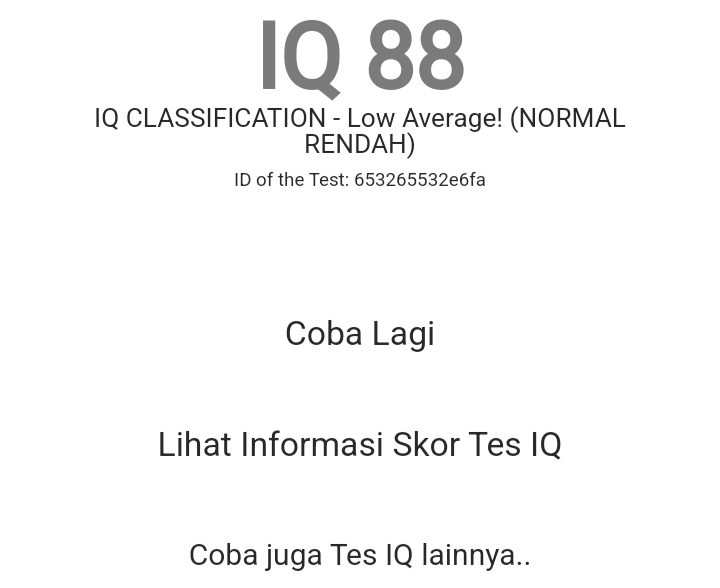 IQ 88
IQ CLASSIFICATION - Low Average! (NORMAL
RENDAH)
ID of the Test: 653265532e6fa
Coba Lagi
Lihat Informasi Skor Tes IQ
Coba juga Tes IQ lainnya..